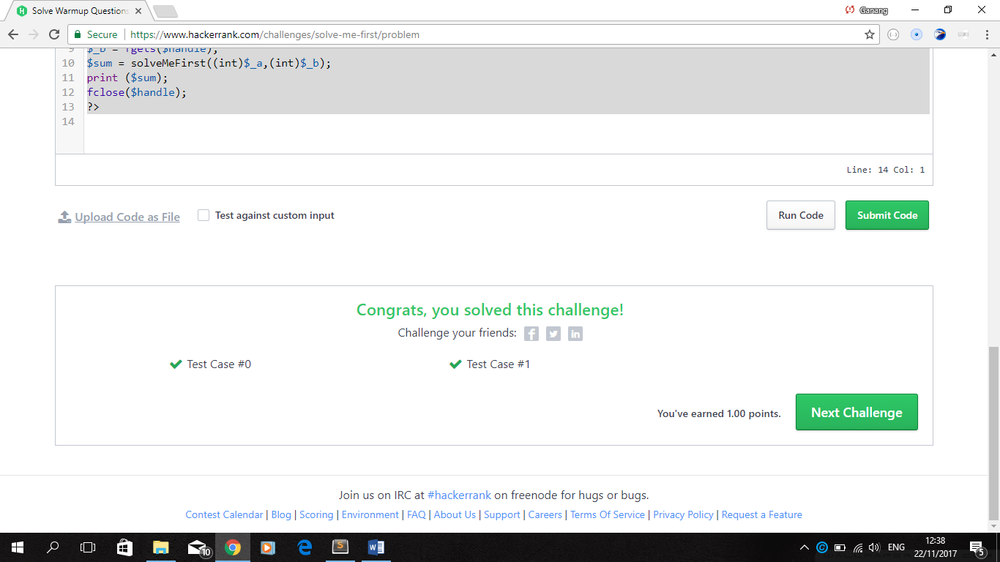 Solve Warmup Questions
Ganang
Secure | https://www.hackerrank.com/challenges/solve-me-first/problem
9 $_b = fgets($handle);
10 $sum = solveMeFirst((int)$_a,(int)$_b);
11 print ($sum);
12 fclose($handle);
13 ?>
14
Line: 14 Col: 1
Upload Code as File
Test against custom input
Run Code
Submit Code
Congrats, you solved this challenge!
Challenge your friends:
Test Case #0
Test Case #1
You've earned 1.00 points.
Next Challenge
Join us on IRC at #hackerrank on freenode for hugs or bugs.
Contest Calendar | Blog | Scoring | Environment | FAQ | About Us | Support | Careers | Terms Of Service | Privacy Policy | Request a Feature
10
ENG
12:38
22/11/2017
5